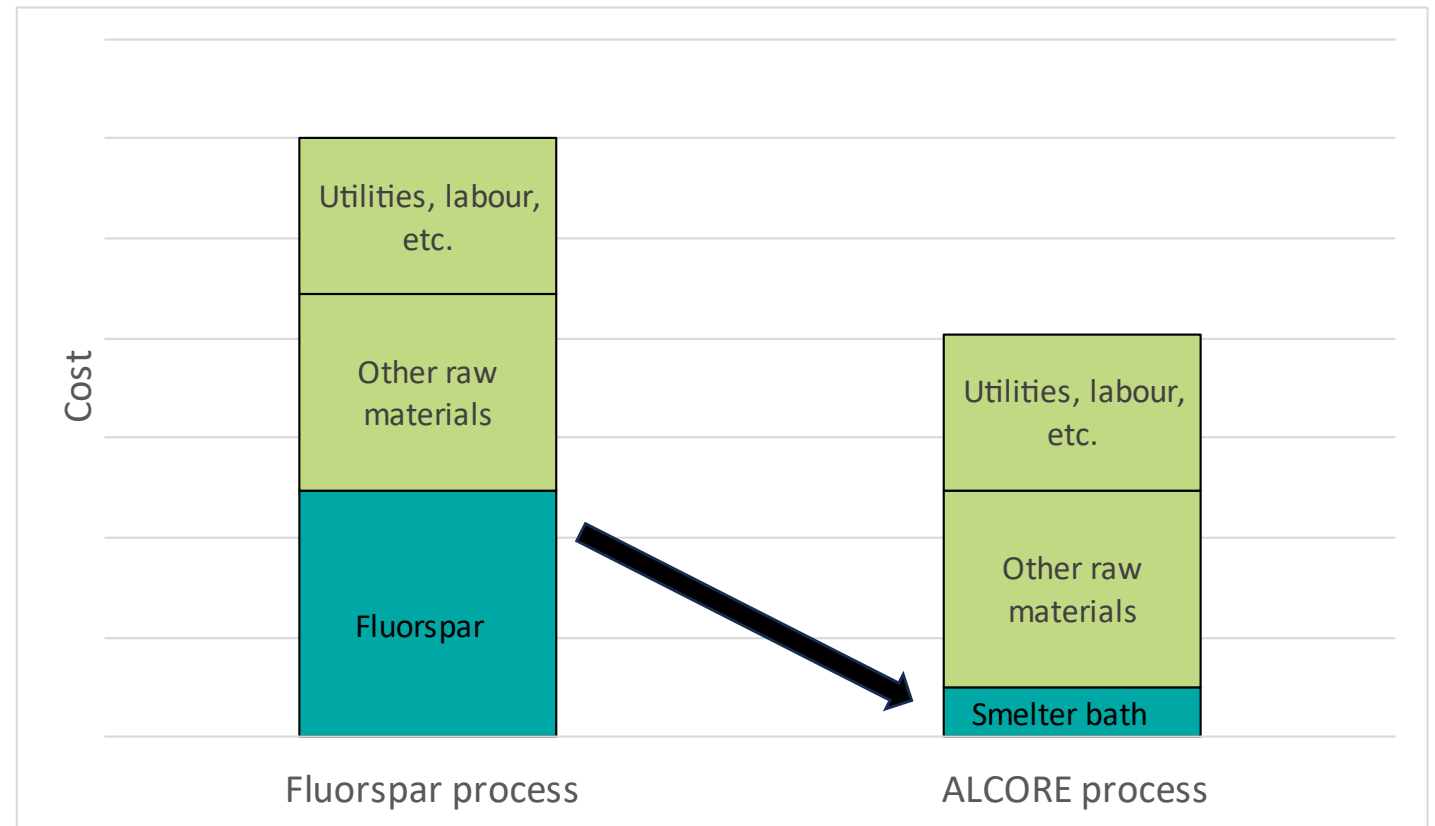 Cost
Utilities, labour,
etc.
Other raw
materials
Fluorspar
Utilities, labour,
etc.
Other raw
materials
Smelter bath
Fluorspar process
ALCORE process